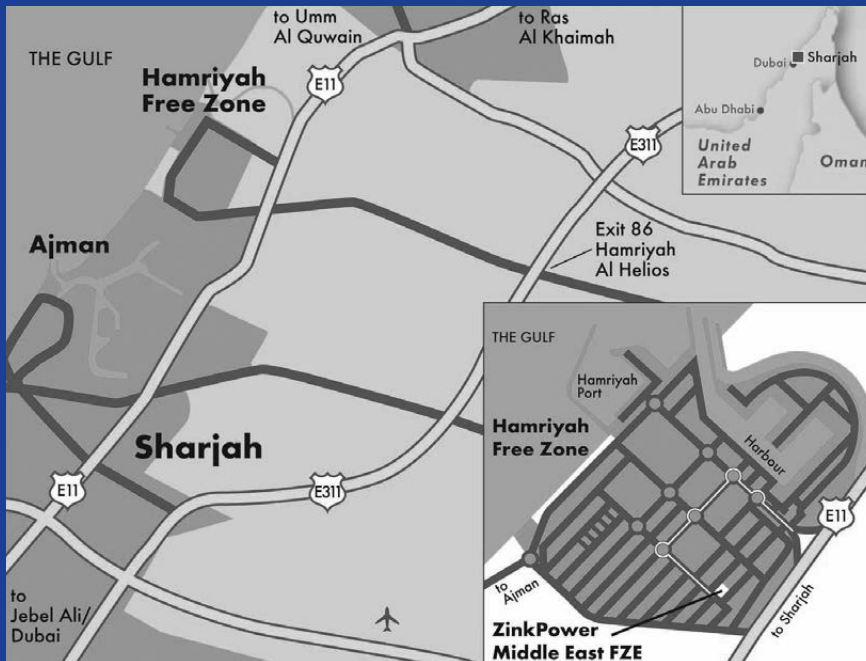 to Umm
Al Quwain
to Ras
Al Khaimah
THE GULF
Hamriyah
Free Zone
E11
E311
Ajman
Exit 86
Hamriyah
Al Helios
Sharjah
E11
E311
to
Jebel Ali/
Dubai
Dubai
Sharjah
Abu Dhabi
United
Arab
Emirates
Oman
THE GULF
Hamriyah
Port
Hamriyah
Free Zone
Harbour
E11
to
Ajman
to Sharjah
ZinkPower
Middle East FZE